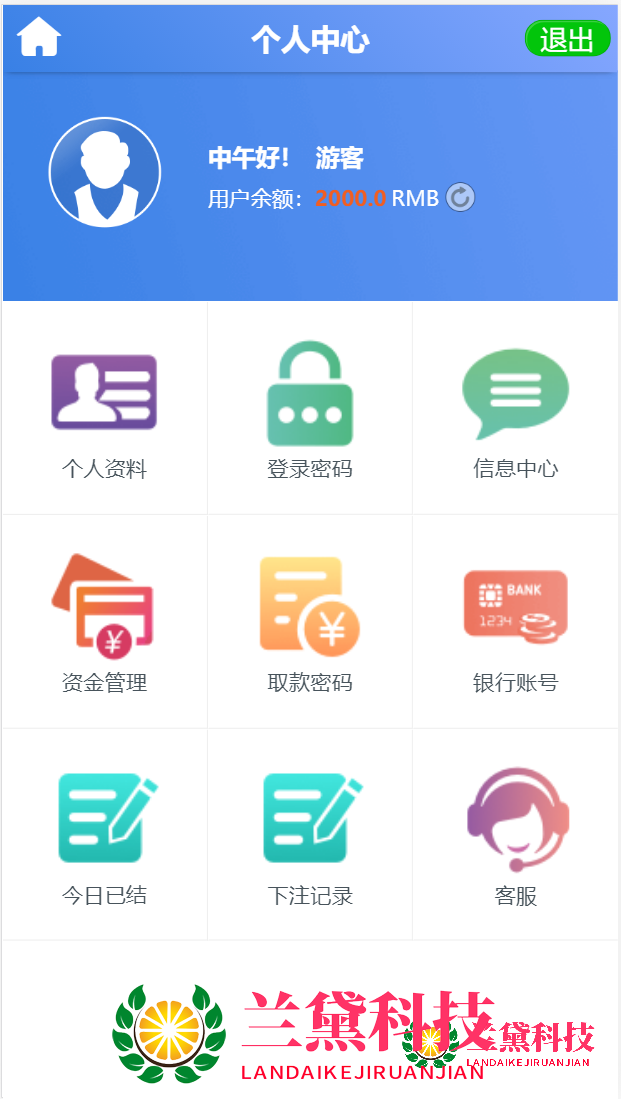 个人中心
退出
中午好！ 游客
用户余额：2000.0 RMB
个人资料
登录密码
信息中心
BANK
1234
资金管理
取款密码
银行账号
今日已结
下注记录
客服
兰黛科技
LANDAIKEJIRUANJIAN
兰黛科技
LANDAIKEJIRUANJIAN